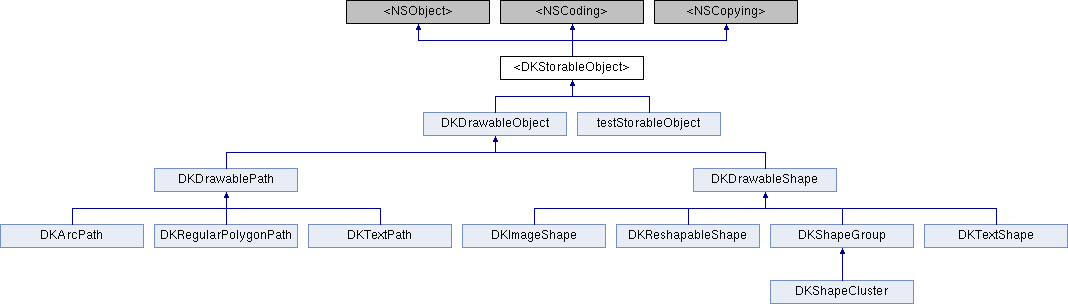 <NSObject>
<NSCoding>
<NSCopying>
<DKStorableObject>
DKDrawableObject
testStorableObject
DKDrawablePath
DKDrawableShape
DKArcPath
DKRegularPolygonPath
DKTextPath
DKImageShape
DKReshapableShape
DKShapeGroup
DKTextShape
DKShapeCluster